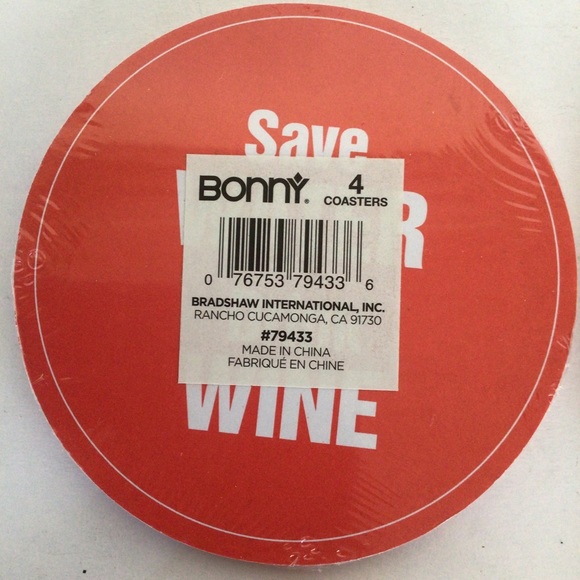 Save
BONNY® 4
COASTERS
0 76753 79433 6
BRADSHAW INTERNATIONAL, INC.
RANCHO CUCAMONGA, CA 91730
#79433
MADE IN CHINA
FABRIQUÉ EN CHINE
WINE